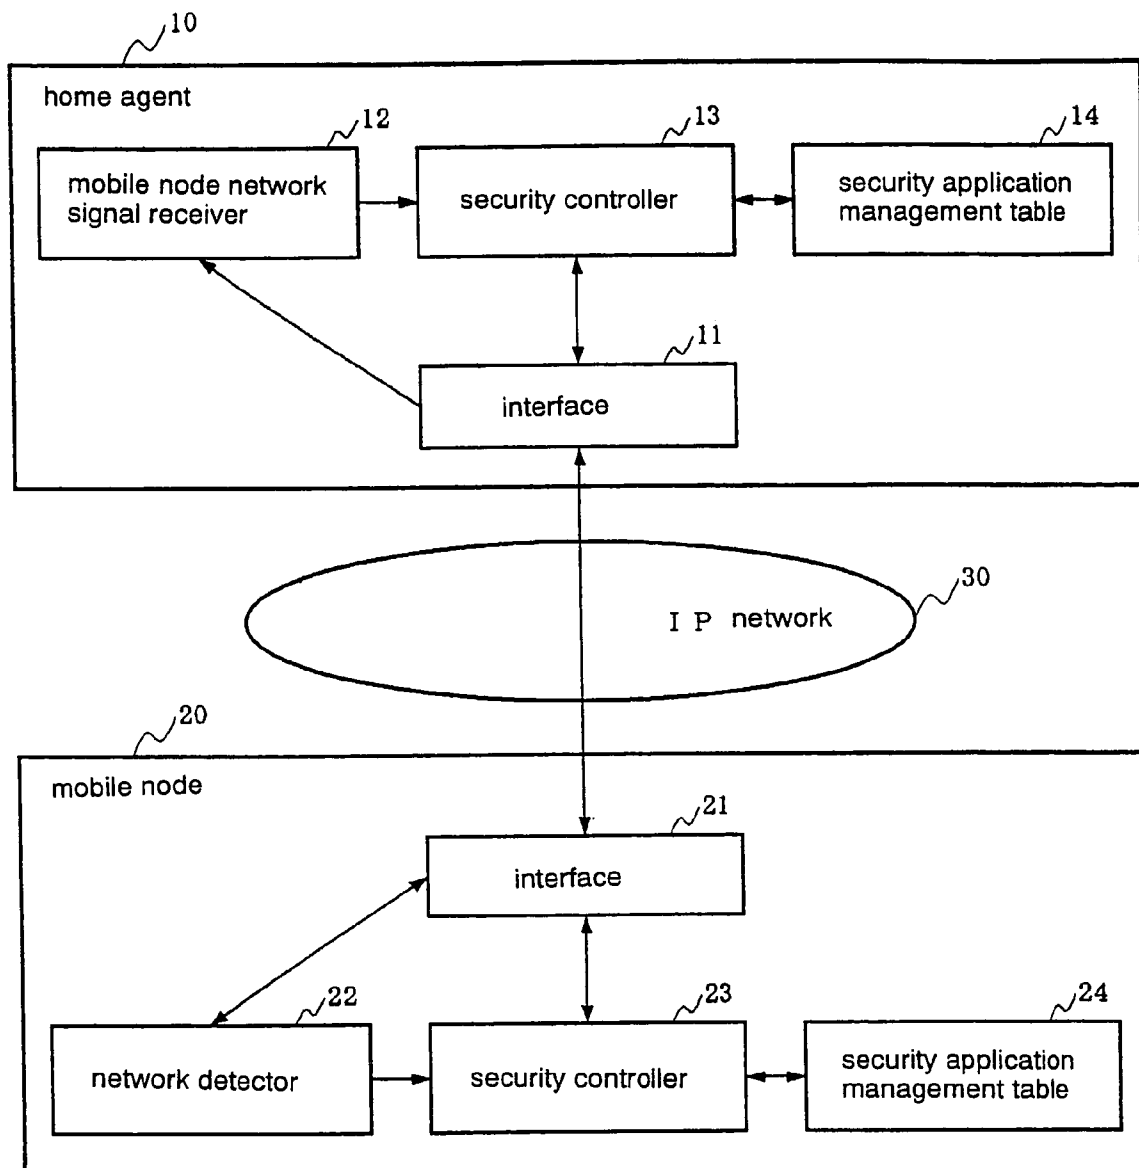 10
home agent
12
13
14
mobile node network
signal receiver
security controller
security application
management table
11
interface
30
I P network
20
mobile node
21
interface
22
23
24
network detector
security controller
security application
management table